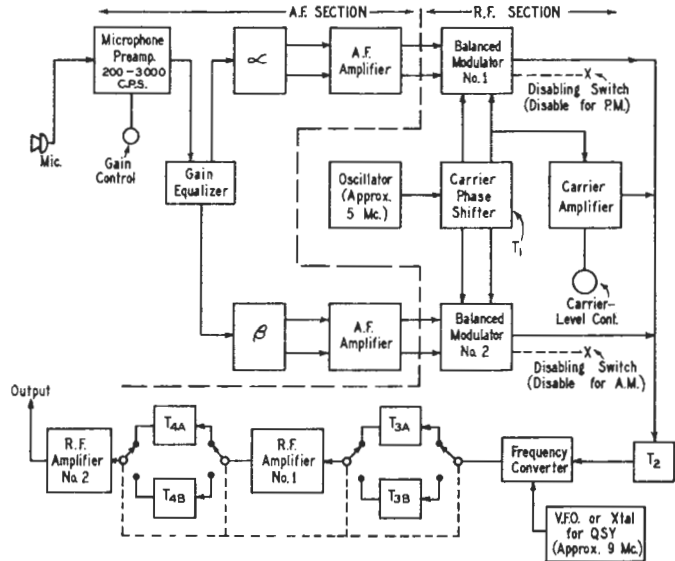 A.F. SECTION
R.F. SECTION
Microphone
Preamp.
200-3000
C.P.S.
∝
A.F.
Amplifier
Balanced
Modulator
No.1
Disabling Switch
(Disable for P.M.)
X
Mic.
Gain
Control
Gain
Equalizer
Oscillator
(Approx.
5 Mc.)
Carrier
Phase
Shifter
T1
Carrier
Amplifier
Carrier-
Level Cont.
β
A.F.
Amplifier
Balanced
Modulator
No. 2
X
Disabling Switch
(Disable for A.M.)
Output
R.F.
Amplifier
No. 2
T4A
T4B
R.F.
Amplifier
No.1
T3A
T3B
Frequency
Converter
T2
V.F.O. or Xtal
for QSY
(Approx. 9 Mc.)